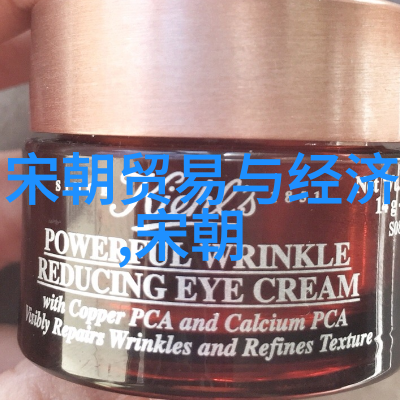 宋朝贸易与经济
,宋朝
Kiehl's
POWERFUL WRINKLE
REDUCING EYE CREAM
with Copper PCA and Calcium PCA
Visibly Repairs Wrinkles and Refines Texture